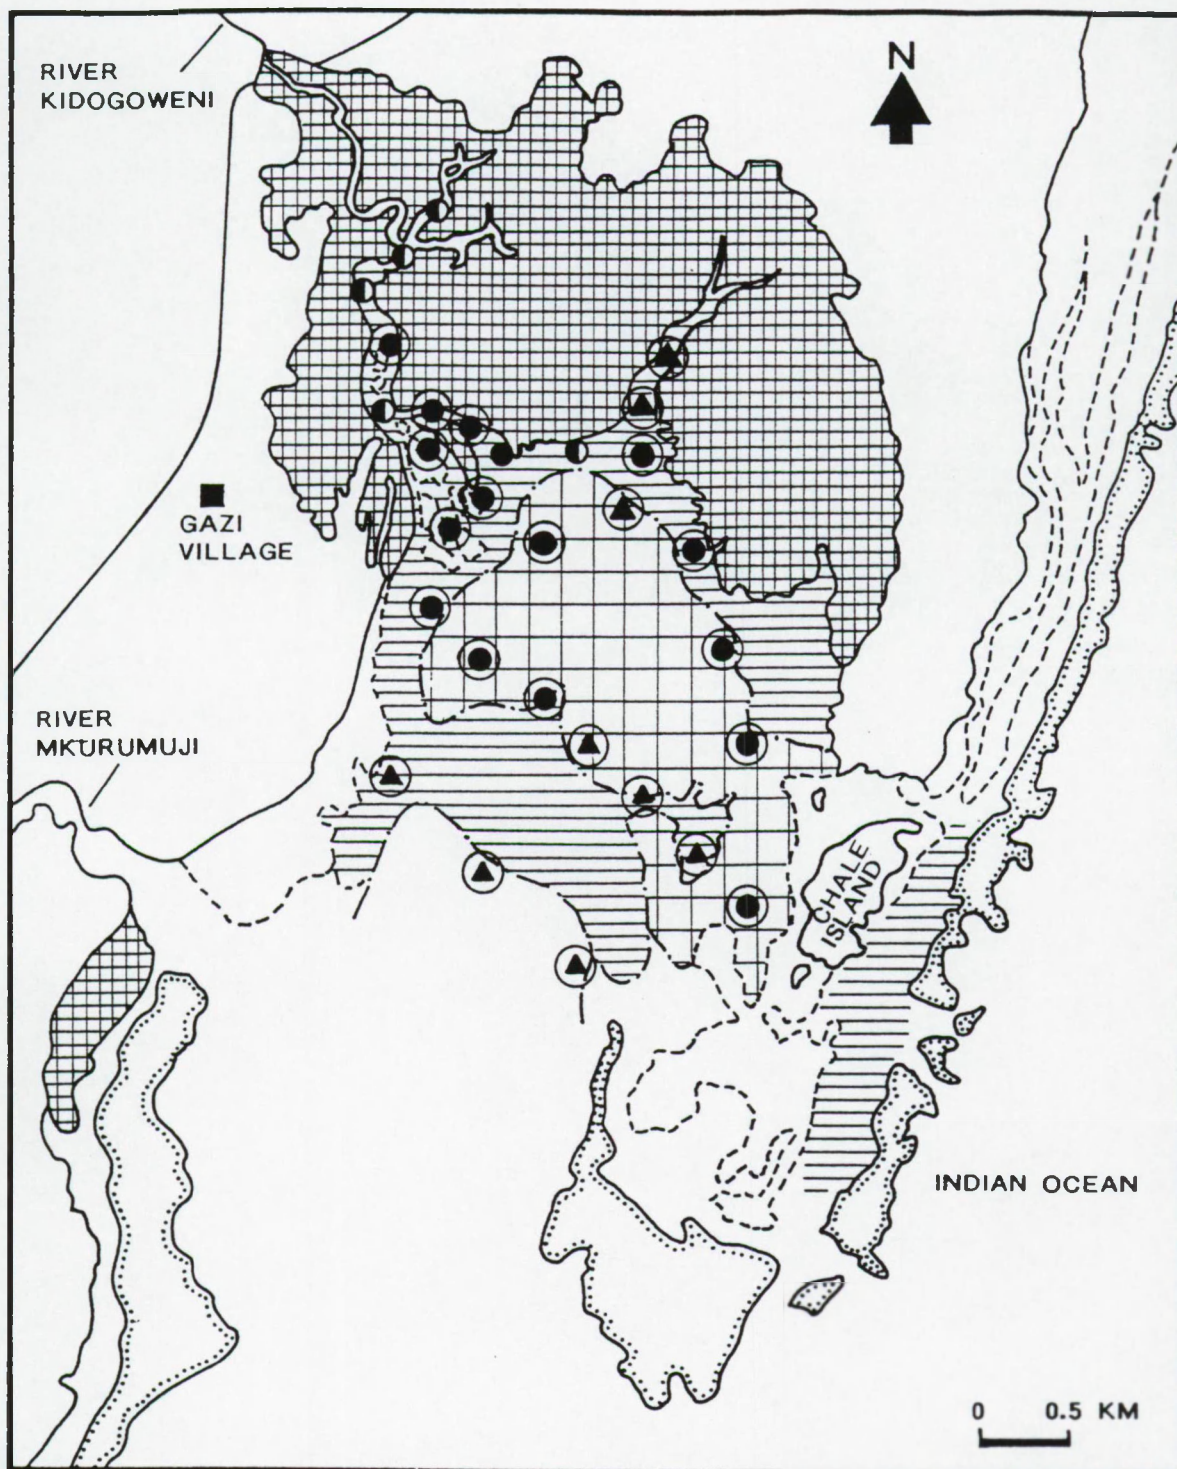 RIVER
KIDOGOWENI
N
GAZI
VILLAGE
RIVER
MKURUMUJI
CHALE
ISLAND
INDIAN OCEAN
0 0.5 KM